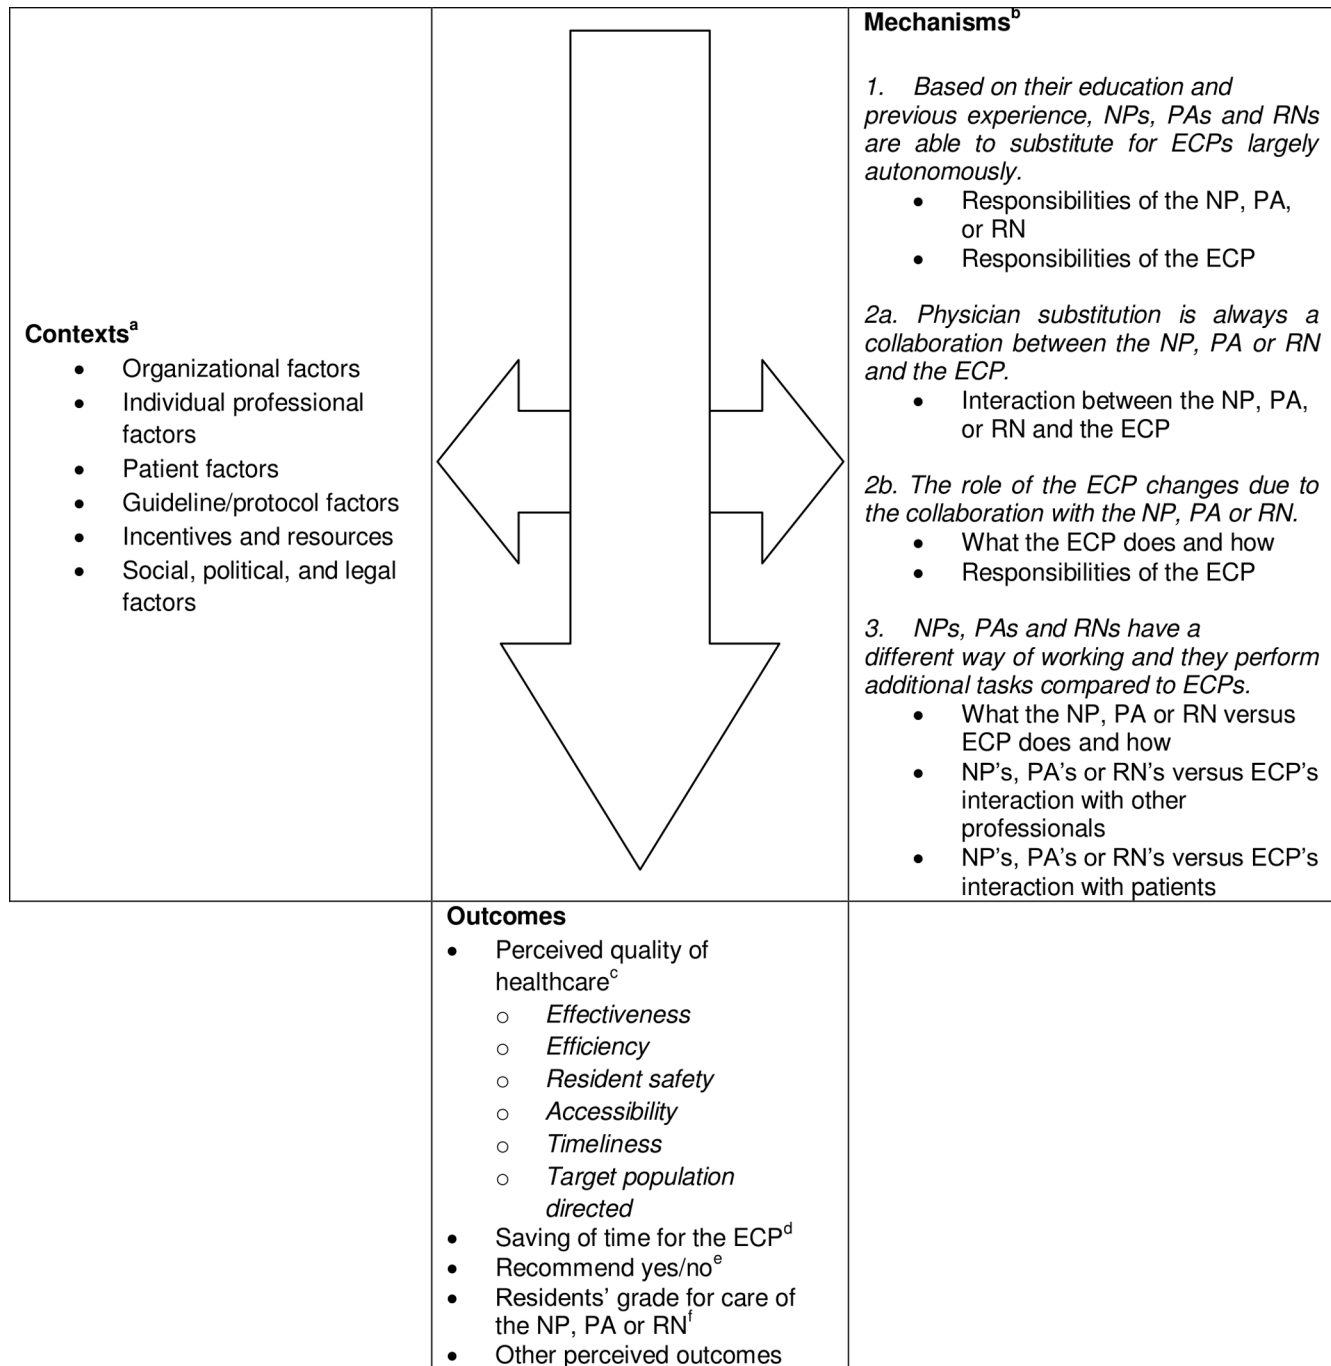 Contextsᵃ
• Organizational factors
• Individual professional
factors
• Patient factors
• Guideline/protocol factors
• Incentives and resources
• Social, political, and legal
factors
Mechanismsᵇ
1. Based on their education and
previous experience, NPs, PAs and RNs
are able to substitute for ECPs largely
autonomously.
• Responsibilities of the NP, PA,
or RN
• Responsibilities of the ECP
2a. Physician substitution is always a
collaboration between the NP, PA or RN
and the ECP.
• Interaction between the NP, PA,
or RN and the ECP
2b. The role of the ECP changes due to
the collaboration with the NP, PA or RN.
• What the ECP does and how
• Responsibilities of the ECP
3. NPs, PAs and RNs have a
different way of working and they perform
additional tasks compared to ECPs.
• What the NP, PA or RN versus
ECP does and how
• NP’s, PA’s or RN’s versus ECP’s
interaction with other
professionals
• NP’s, PA’s or RN’s versus ECP’s
interaction with patients
Outcomes
• Perceived quality of
healthcareᶜ
o Effectiveness
o Efficiency
o Resident safety
o Accessibility
o Timeliness
o Target population
directed
• Saving of time for the ECPᵈ
• Recommend yes/noᵉ
• Residents’ grade for care of
the NP, PA or RNᶠ
• Other perceived outcomes